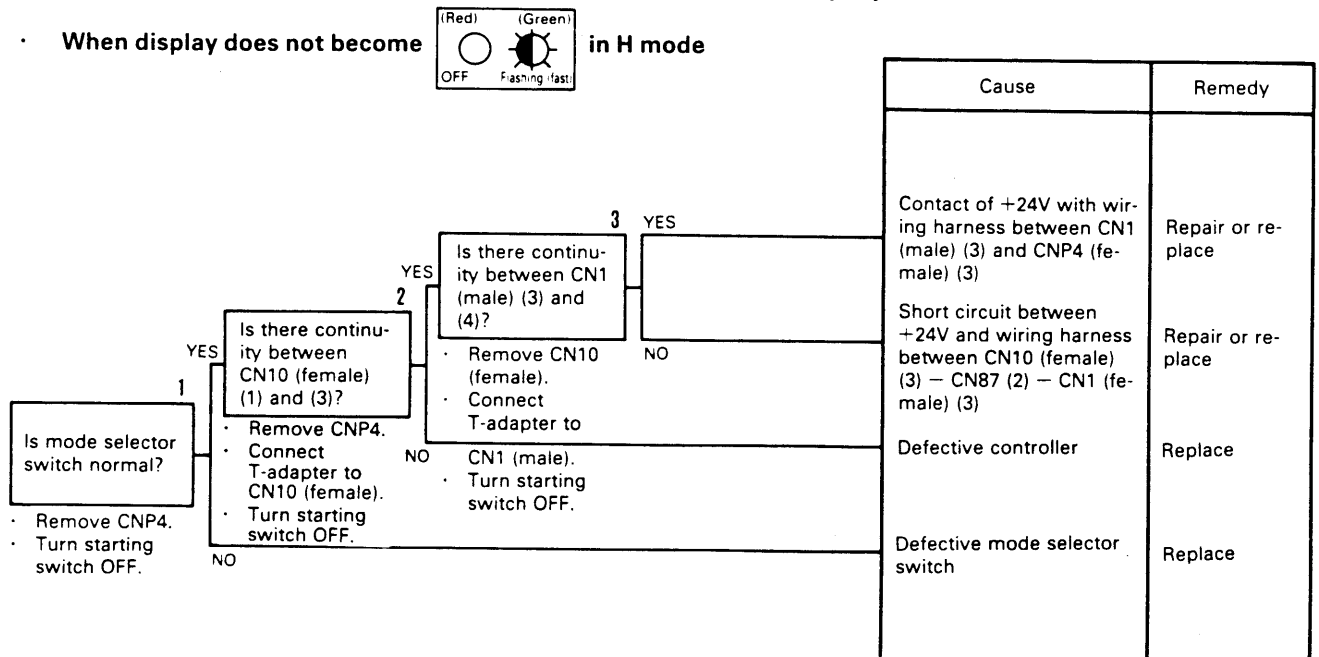 (Red) (Green)
· When display does not become in H mode
OFF Flashing (fast)
Cause Remedy
3 YES
Is there continu-
ity between CN1
(male) (3) and
(4)?
Contact of +24V with wir-
ing harness between CN1
(male) (3) and CNP4 (fe-
male) (3)
Repair or re-
place
YES
2
Is there continu-
ity between
CN10 (female)
(1) and (3)?
· Remove CN10
(female).
· Connect
T-adapter to
CN1 (male).
· Turn starting
switch OFF.
NO
Short circuit between
+24V and wiring harness
between CN10 (female)
(3) – CN87 (2) – CN1 (fe-
male) (3)
Repair or re-
place
YES
1
Is mode selector
switch normal?
· Remove CNP4.
· Connect
T-adapter to
CN10 (female).
· Turn starting
switch OFF.
NO
Defective controller
Replace
· Remove CNP4.
· Turn starting
switch OFF.
NO
Defective mode selector
switch
Replace